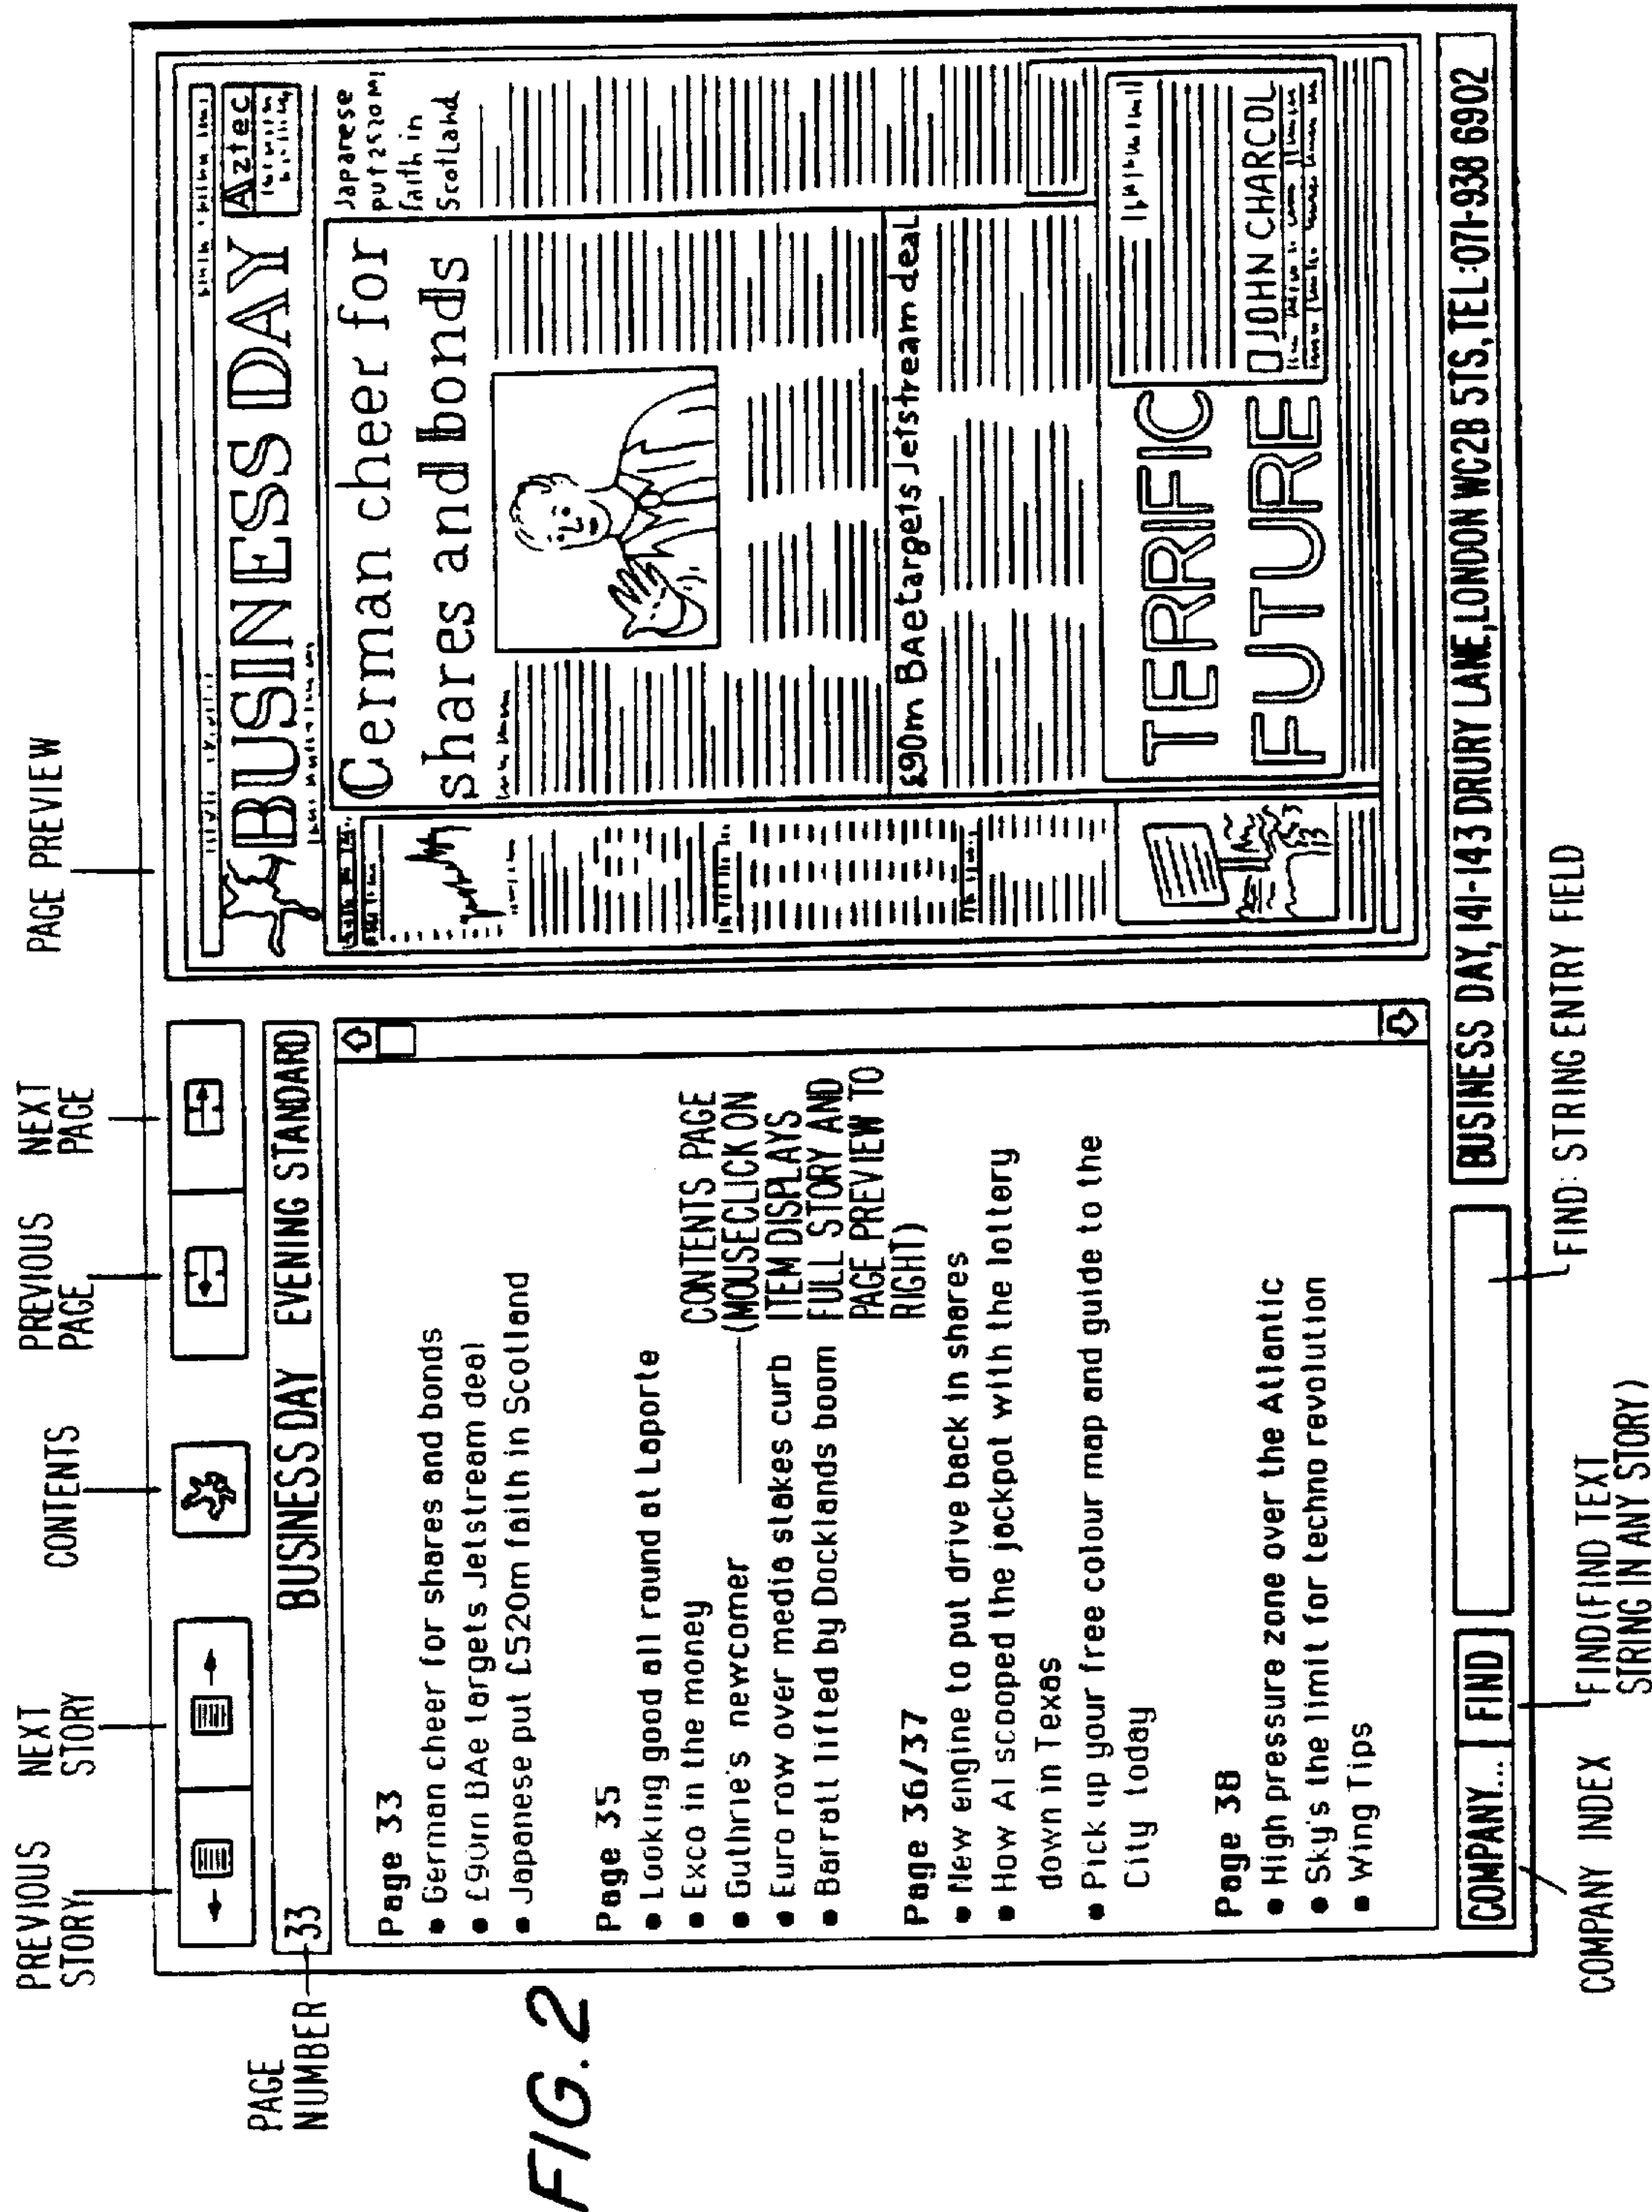 PREVIOUS
STORY
NEXT
STORY
CONTENTS
PREVIOUS
PAGE
NEXT
PAGE
PAGE PREVIEW
PAGE
NUMBER
33
BUSINESS DAY EVENING STANDARD
Page 33
• German cheer for shares and bonds
• £90m BAe targets Jetstream deal
• Japanese put £520m faith in Scotland
Page 35
• Looking good all round at Laporte
• Exco in the money
• Guthrie's newcomer
• Euro row over media stakes curb
• Barratt lifted by Docklands boom
CONTENTS PAGE
(MOUSECLICK ON
ITEM DISPLAYS
FULL STORY AND
PAGE PREVIEW TO
RIGHT)
Page 36/37
• New engine to put drive back in shares
• How Al scooped the jackpot with the lottery
down in Texas
• Pick up your free colour map and guide to the
City today
Page 38
• High pressure zone over the Atlantic
• Sky's the limit for techno revolution
• Wing Tips
BUSINESS DAY
Aztec
German cheer for
shares and bonds
Japanese
put
faith in
Scotland
£90m BAe targets Jetstream deal
TERRIFIC
FUTURE
JOHN CHARCOL
COMPANY...
FIND
BUSINESS DAY, 141-143 DRURY LANE, LONDON WC2B 5TS, TEL:071-938 6902
COMPANY INDEX
FIND(FIND TEXT
STRING IN ANY STORY)
FIND: STRING ENTRY FIELD
FIG. 2